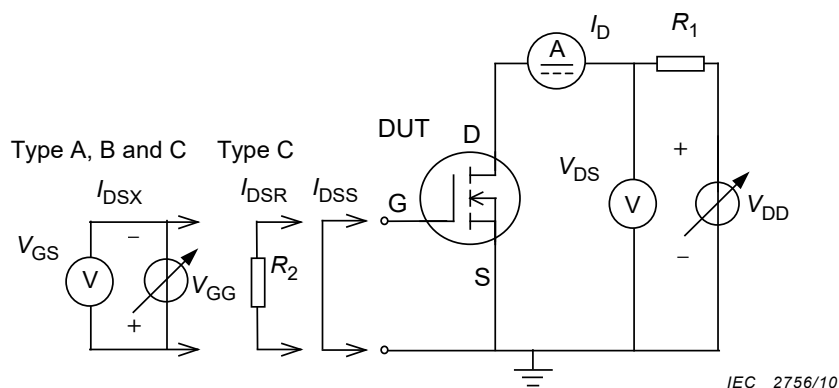 I_D
R_1
A
DUT
D
Type A, B and C
Type C
I_DSX
I_DSR
I_DSS
G
V_DS
V
+
V_DD
−
V_GS
V
−
V_GG
+
R_2
S
IEC 2756/10